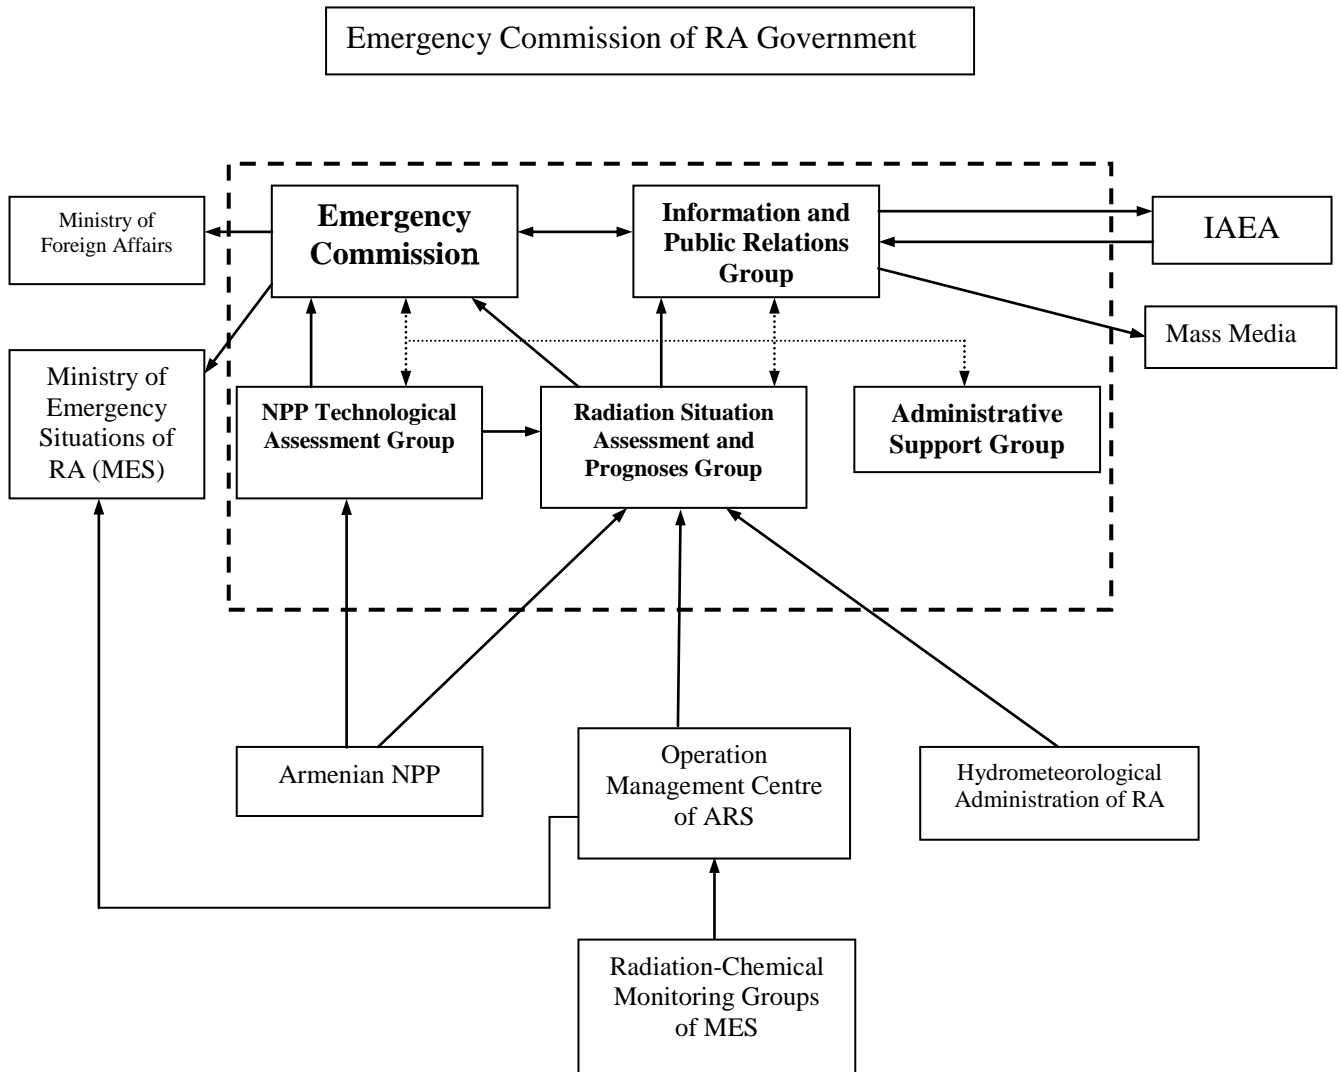 Emergency Commission of RA Government
Ministry of
Foreign Affairs
Emergency
Commission
Information and
Public Relations
Group
IAEA
Mass Media
Ministry of
Emergency
Situations of
RA (MES)
NPP Technological
Assessment Group
Radiation Situation
Assessment and
Prognoses Group
Administrative
Support Group
Armenian NPP
Operation
Management Centre
of ARS
Hydrometeorological
Administration of RA
Radiation-Chemical
Monitoring Groups
of MES